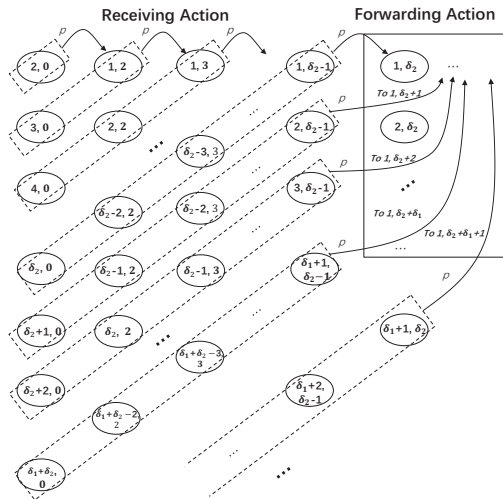 Receiving Action
Forwarding Action
p
p
p
p
2, 0
1, 2
1, 3
1, δ₂-1
1, δ₂
...
p
To 1, δ₂+1
3, 0
2, 2
...
2, δ₂-1
2, δ₂
...
δ₂-3, 3
p
To 1, δ₂+2
4, 0
3, δ₂-1
...
δ₂-2, 2
δ₂-2, 3
...
To 1, δ₂+δ₁
p
To 1, δ₂+δ₁+1
...
δ₂, 0
δ₂-1, 2
δ₂-1, 3
δ₁+1,
δ₂−1
p
...
δ₂+1, 0
δ₂, 2
...
δ₁+1, δ₂
δ₁+δ₂−3,
3
...
δ₂+2, 0
δ₁+2,
δ₂-1
δ₁+δ₂−2,
2
...
δ₁+δ₂,
0
...